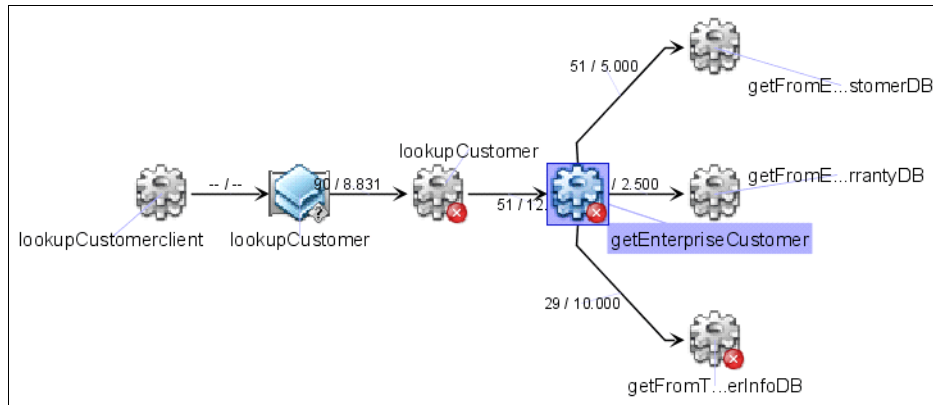 51 / 5.000
getFromE...stomerDB
lookupCustomer
-- / --
90 / 8.831
51 / 12.
/ 2.500
getFromE...rrantyDB
lookupCustomerclient
lookupCustomer
getEnterpriseCustomer
29 / 10.000
getFromT...erInfoDB